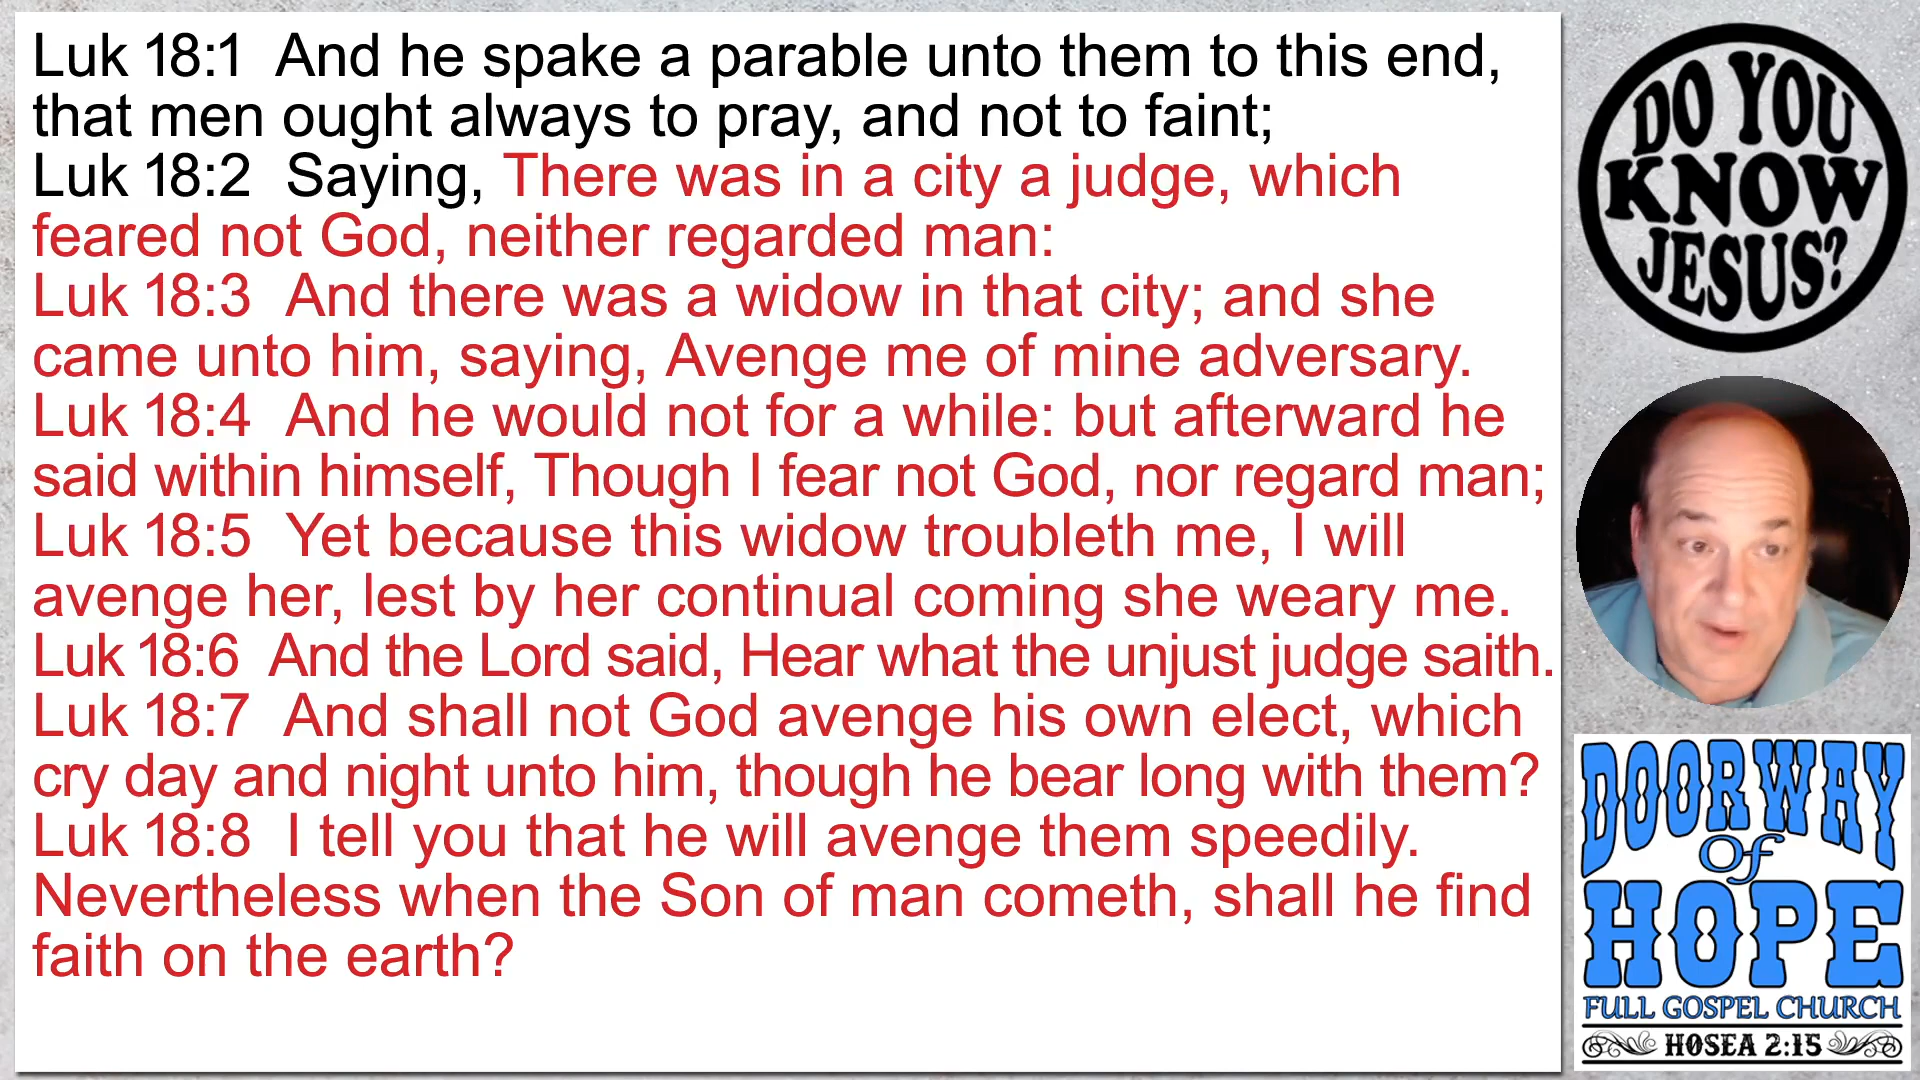 Luk 18:1  And he spake a parable unto them to this end,
that men ought always to pray, and not to faint;
Luk 18:2  Saying, There was in a city a judge, which
feared not God, neither regarded man:
Luk 18:3  And there was a widow in that city; and she
came unto him, saying, Avenge me of mine adversary.
Luk 18:4  And he would not for a while: but afterward he
said within himself, Though I fear not God, nor regard man;
Luk 18:5  Yet because this widow troubleth me, I will
avenge her, lest by her continual coming she weary me.
Luk 18:6  And the Lord said, Hear what the unjust judge saith.
Luk 18:7  And shall not God avenge his own elect, which
cry day and night unto him, though he bear long with them?
Luk 18:8  I tell you that he will avenge them speedily.
Nevertheless when the Son of man cometh, shall he find
faith on the earth?
DO YOU
KNOW
JESUS?
DOORWAY
Of
HOPE
FULL GOSPEL CHURCH
HOSEA 2:15